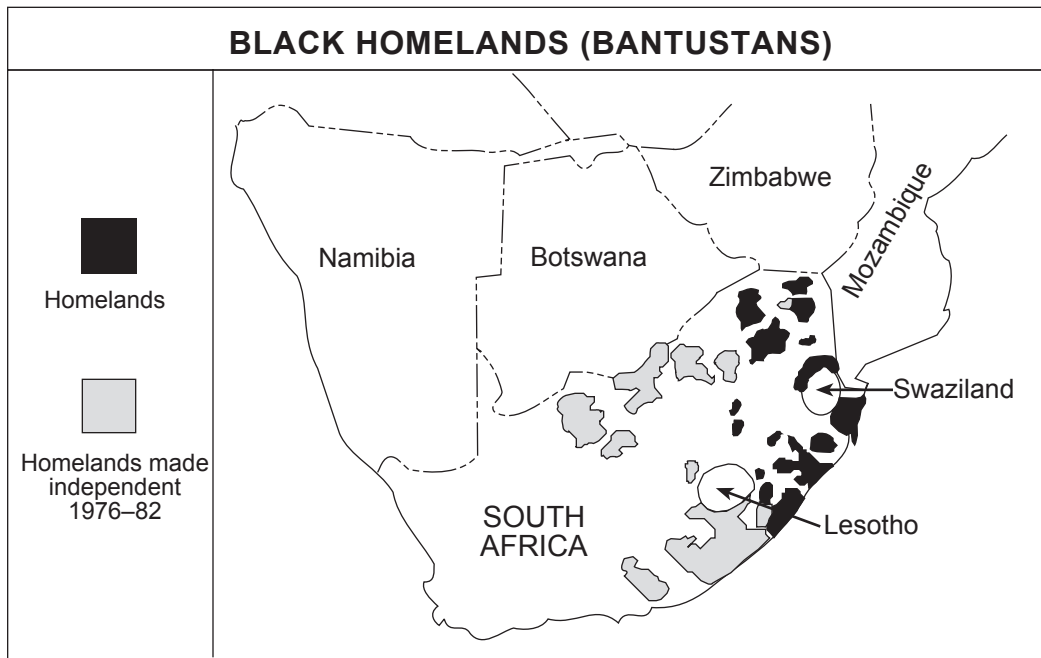 BLACK HOMELANDS (BANTUSTANS)
Homelands
Homelands made
independent
1976–82
Namibia
Botswana
Zimbabwe
Mozambique
Swaziland
SOUTH
AFRICA
Lesotho